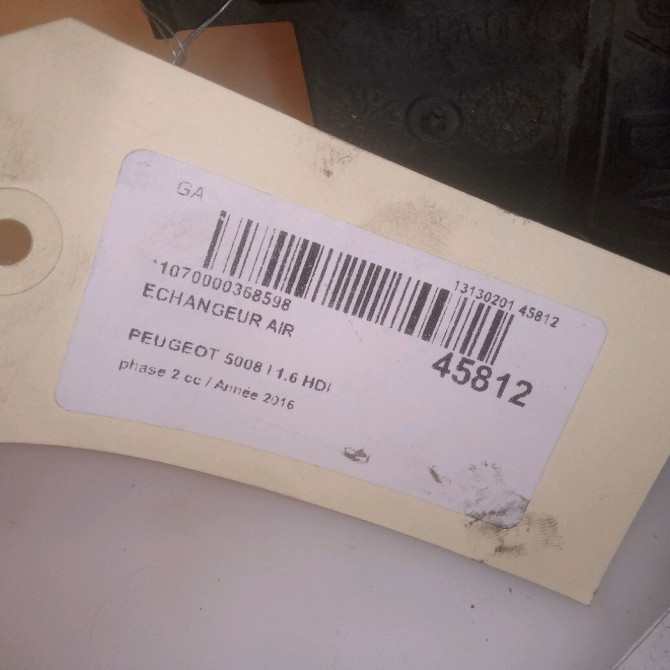 GA
*1070000368598
13130201 45812
ECHANGEUR AIR
45812
PEUGEOT 5008 I 1.6 HDI
phase 2 cc / Année 2016